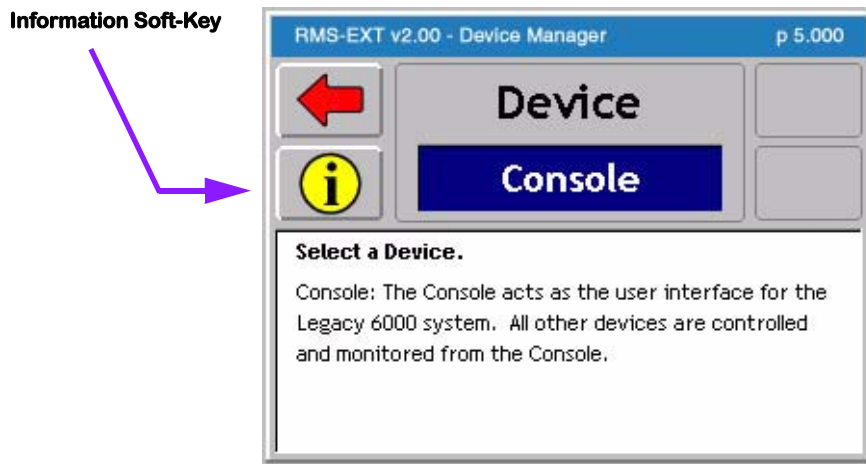 Information Soft-Key
RMS-EXT v2.00 - Device Manager p 5.000
Device
i
Console
Select a Device.
Console: The Console acts as the user interface for the
Legacy 6000 system. All other devices are controlled
and monitored from the Console.